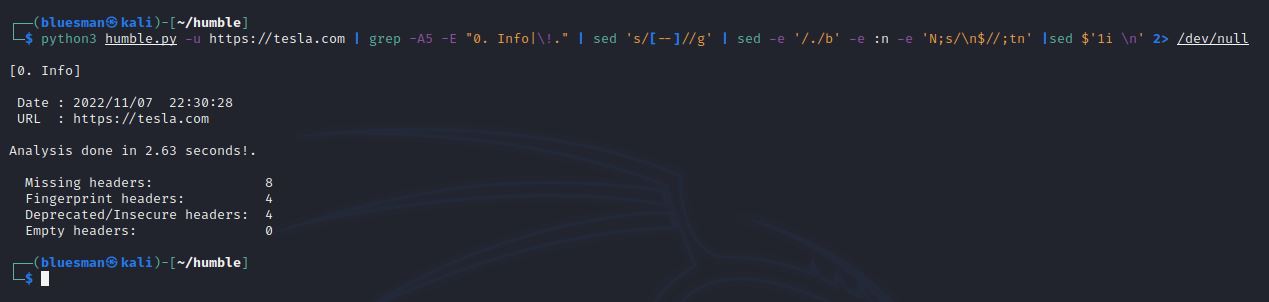 ┌──(bluesman㉿kali)-[~/humble]
└─$ python3 humble.py -u https://tesla.com | grep -A5 -E "0. Info|\!." | sed 's/[--]//g' | sed -e '/./b' -e :n -e 'N;s/\n$//;tn' |sed $'1i \n' 2> /dev/null
[0. Info]
Date : 2022/11/07  22:30:28
URL  : https://tesla.com
Analysis done in 2.63 seconds!.
Missing headers:              8
Fingerprint headers:          4
Deprecated/Insecure headers:  4
Empty headers:                0
┌──(bluesman㉿kali)-[~/humble]
└─$